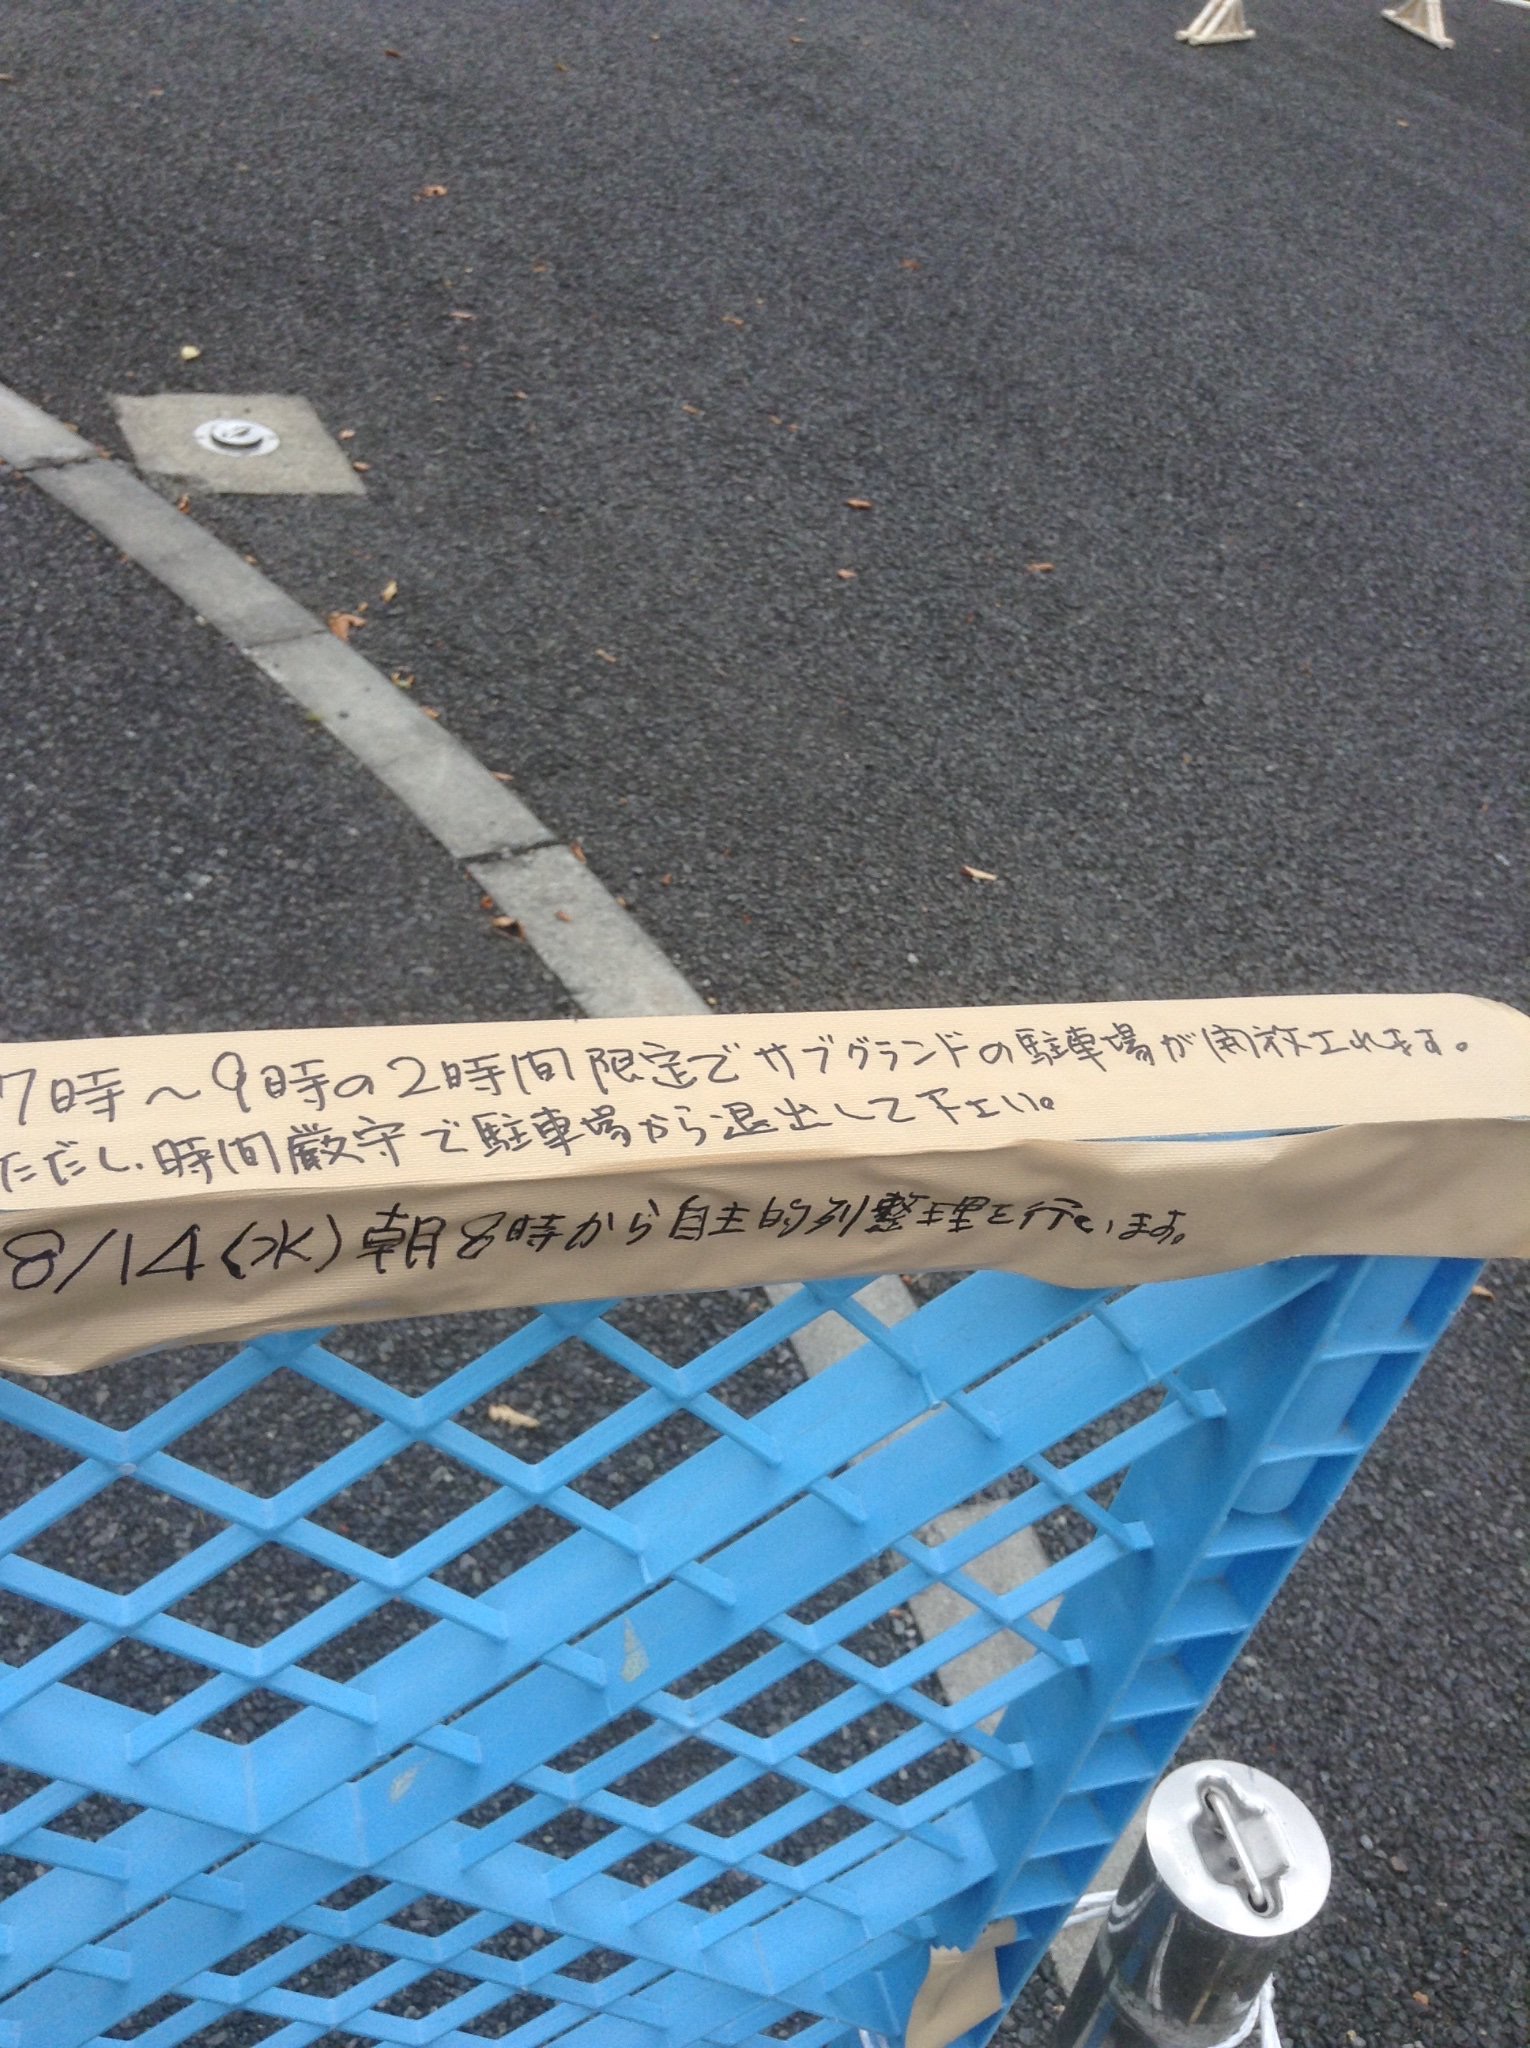 7時〜9時の2時間限定でサブグランドの駐車場が開放されます。
ただし、時間厳守で駐車場から退出して下さい。
8/14(水)朝8時から自主的列整理を行います。